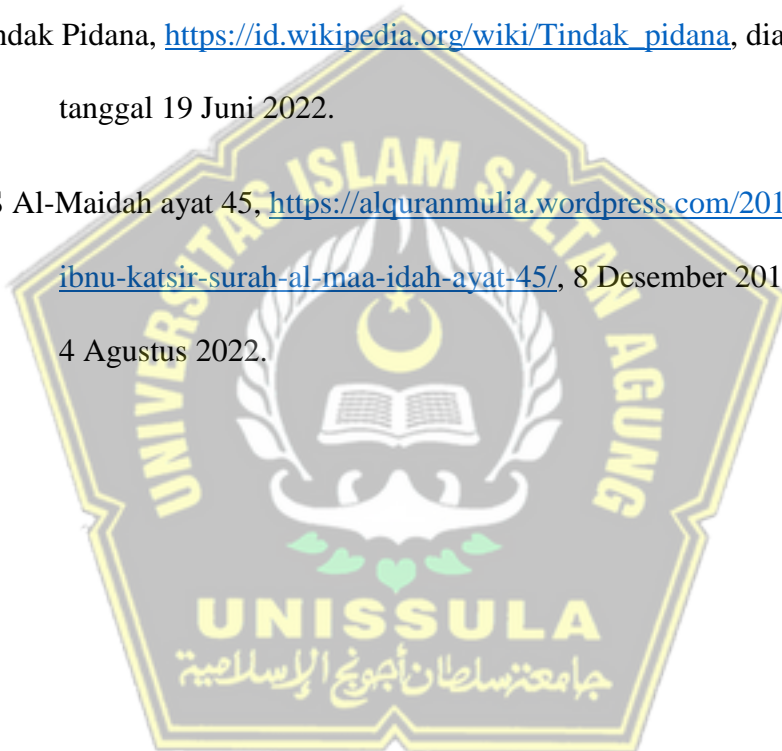 ndak Pidana, https://id.wikipedia.org/wiki/Tindak_pidana, dia
tanggal 19 Juni 2022.
S Al-Maidah ayat 45, https://alquranmulia.wordpress.com/201
ibnu-katsir-surah-al-maa-idah-ayat-45/, 8 Desember 201
4 Agustus 2022.
UNIVERSITAS ISLAM SULTAN AGUNG
UNISSULA
جامعة سلطان أجونج الإسلامية